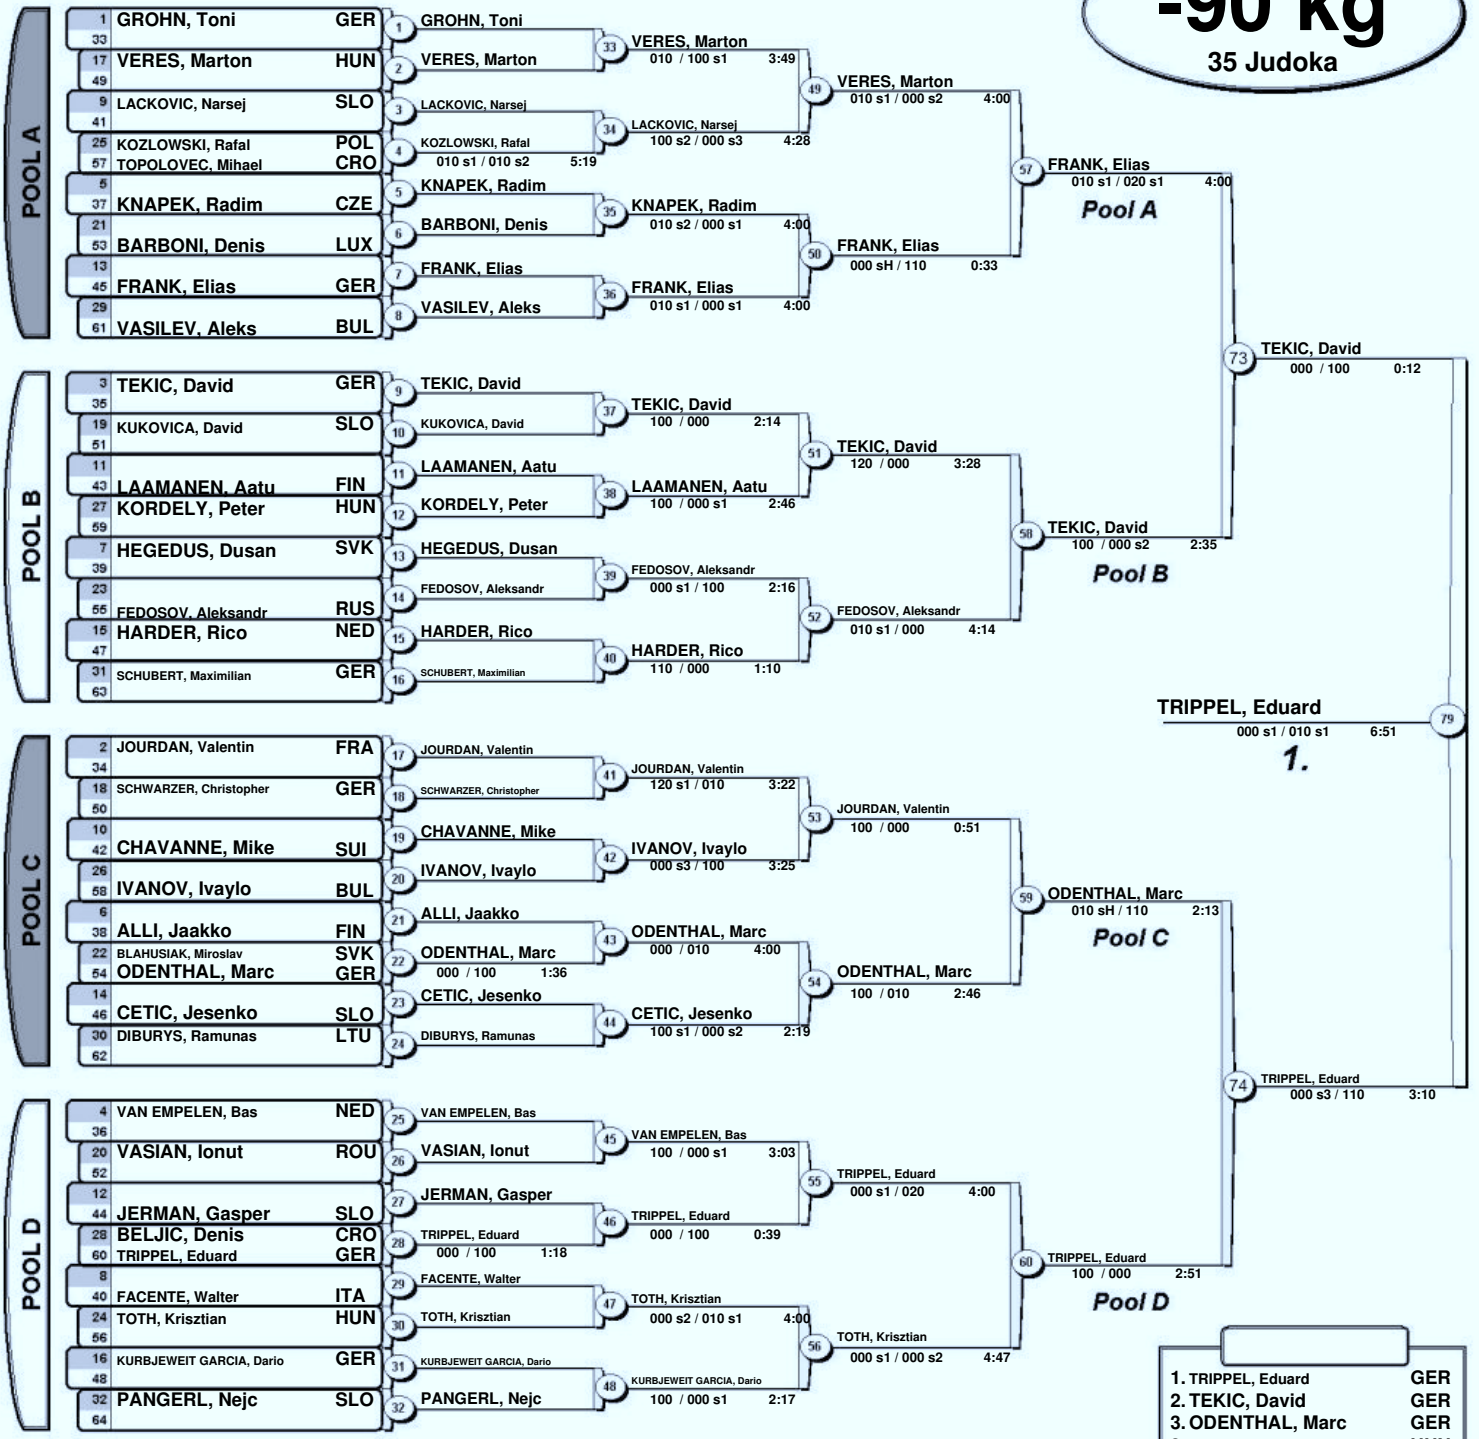 -90 kg
35 Judoka
POOL A
1 GROHN, Toni GER
33
17 VERES, Marton HUN
49
9 LACKOVIC, Narsej SLO
41
25 KOZLOWSKI, Rafal POL
57 TOPOLOVEC, Mihael CRO
5
37 KNAPEK, Radim CZE
21
53 BARBONI, Denis LUX
13
45 FRANK, Elias GER
29
61 VASILEV, Aleks BUL
1 GROHN, Toni
2 VERES, Marton
3 LACKOVIC, Narsej
4 KOZLOWSKI, Rafal
010 s1 / 010 s2 5:19
5 KNAPEK, Radim
6 BARBONI, Denis
7 FRANK, Elias
8 VASILEV, Aleks
33 VERES, Marton
010 / 100 s1 3:49
34 LACKOVIC, Narsej
100 s2 / 000 s3 4:28
35 KNAPEK, Radim
010 s2 / 000 s1 4:00
36 FRANK, Elias
010 s1 / 000 s1 4:00
49 VERES, Marton
010 s1 / 000 s2 4:00
50 FRANK, Elias
000 sH / 110 0:33
57 FRANK, Elias
010 s1 / 020 s1 4:00
Pool A
POOL B
3 TEKIC, David GER
35
19 KUKOVICA, David SLO
51
11
43 LAAMANEN, Aatu FIN
27 KORDELY, Peter HUN
59
7 HEGEDUS, Dusan SVK
39
23
55 FEDOSOV, Aleksandr RUS
15 HARDER, Rico NED
47
31 SCHUBERT, Maximilian GER
63
9 TEKIC, David
10 KUKOVICA, David
11 LAAMANEN, Aatu
12 KORDELY, Peter
13 HEGEDUS, Dusan
14 FEDOSOV, Aleksandr
15 HARDER, Rico
16 SCHUBERT, Maximilian
37 TEKIC, David
100 / 000 2:14
38 LAAMANEN, Aatu
100 / 000 s1 2:46
39 FEDOSOV, Aleksandr
000 s1 / 100 2:16
40 HARDER, Rico
110 / 000 1:10
51 TEKIC, David
120 / 000 3:28
52 FEDOSOV, Aleksandr
010 s1 / 000 4:14
58 TEKIC, David
100 / 000 s2 2:35
Pool B
73 TEKIC, David
000 / 100 0:12
TRIPPEL, Eduard 79
000 s1 / 010 s1 6:51
1.
POOL C
2 JOURDAN, Valentin FRA
34
18 SCHWARZER, Christopher GER
50
10
42 CHAVANNE, Mike SUI
26
58 IVANOV, Ivaylo BUL
6
38 ALLI, Jaakko FIN
22 BLAHUSIAK, Miroslav SVK
54 ODENTHAL, Marc GER
14
46 CETIC, Jesenko SLO
30 DIBURYS, Ramunas LTU
62
17 JOURDAN, Valentin
18 SCHWARZER, Christopher
19 CHAVANNE, Mike
20 IVANOV, Ivaylo
21 ALLI, Jaakko
22 ODENTHAL, Marc
000 / 100 1:36
23 CETIC, Jesenko
24 DIBURYS, Ramunas
41 JOURDAN, Valentin
120 s1 / 010 3:22
42 IVANOV, Ivaylo
000 s3 / 100 3:25
43 ODENTHAL, Marc
000 / 010 4:00
44 CETIC, Jesenko
100 s1 / 000 s2 2:19
53 JOURDAN, Valentin
100 / 000 0:51
54 ODENTHAL, Marc
100 / 010 2:46
59 ODENTHAL, Marc
010 sH / 110 2:13
Pool C
74 TRIPPEL, Eduard
000 s3 / 110 3:10
POOL D
4 VAN EMPELEN, Bas NED
36
20 VASIAN, Ionut ROU
52
12
44 JERMAN, Gasper SLO
28 BELJIC, Denis CRO
60 TRIPPEL, Eduard GER
8
40 FACENTE, Walter ITA
24 TOTH, Krisztian HUN
56
16 KURBJEWEIT GARCIA, Dario GER
48
32 PANGERL, Nejc SLO
64
25 VAN EMPELEN, Bas
26 VASIAN, Ionut
27 JERMAN, Gasper
28 TRIPPEL, Eduard
000 / 100 1:18
29 FACENTE, Walter
30 TOTH, Krisztian
31 KURBJEWEIT GARCIA, Dario
32 PANGERL, Nejc
45 VAN EMPELEN, Bas
100 / 000 s1 3:03
46 TRIPPEL, Eduard
000 / 100 0:39
47 TOTH, Krisztian
000 s2 / 010 s1 4:00
48 KURBJEWEIT GARCIA, Dario
100 / 000 s1 2:17
55 TRIPPEL, Eduard
000 s1 / 020 4:00
56 TOTH, Krisztian
000 s1 / 000 s2 4:47
60 TRIPPEL, Eduard
100 / 000 2:51
Pool D
1. TRIPPEL, Eduard GER
2. TEKIC, David GER
3. ODENTHAL, Marc GER